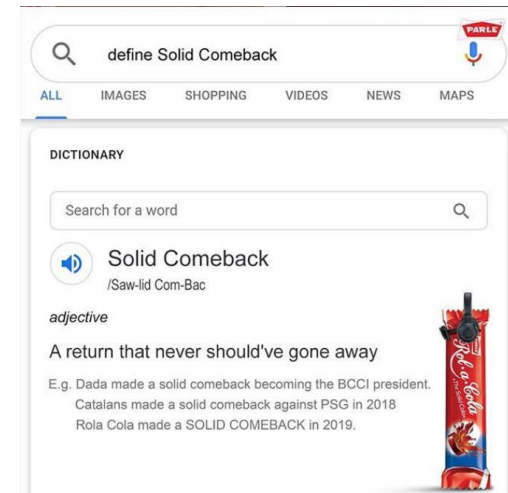 PARLE
define Solid Comeback
ALL IMAGES SHOPPING VIDEOS NEWS MAPS
DICTIONARY
Search for a word
Solid Comeback
/Saw-lid Com-Bac
adjective
A return that never should've gone away
E.g. Dada made a solid comeback becoming the BCCI president.
Catalans made a solid comeback against PSG in 2018
Rola Cola made a SOLID COMEBACK in 2019.
PARLE
Rol·a·Cola